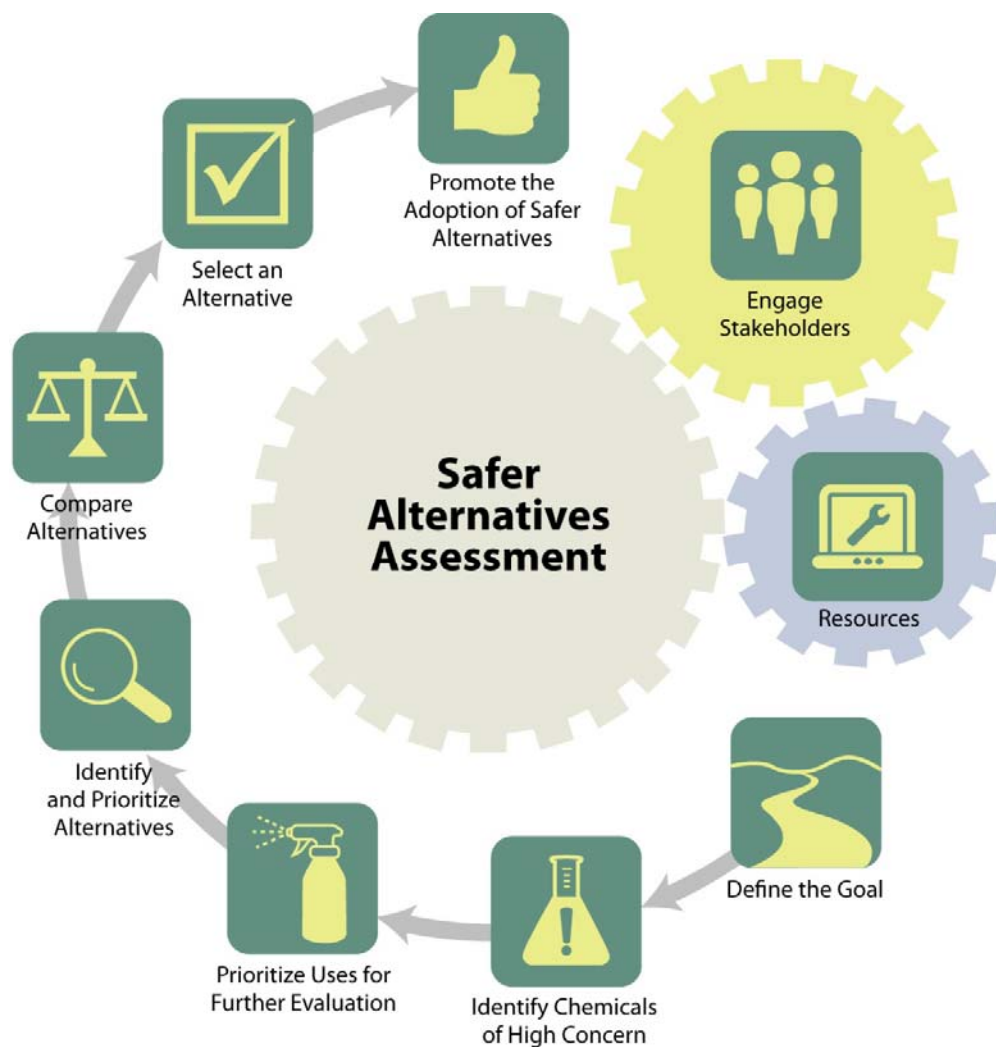 Promote the
Adoption of Safer
Alternatives
Select an
Alternative
Engage
Stakeholders
Compare
Alternatives
Safer
Alternatives
Assessment
Resources
Identify
and Prioritize
Alternatives
Define the Goal
Prioritize Uses for
Further Evaluation
Identify Chemicals
of High Concern